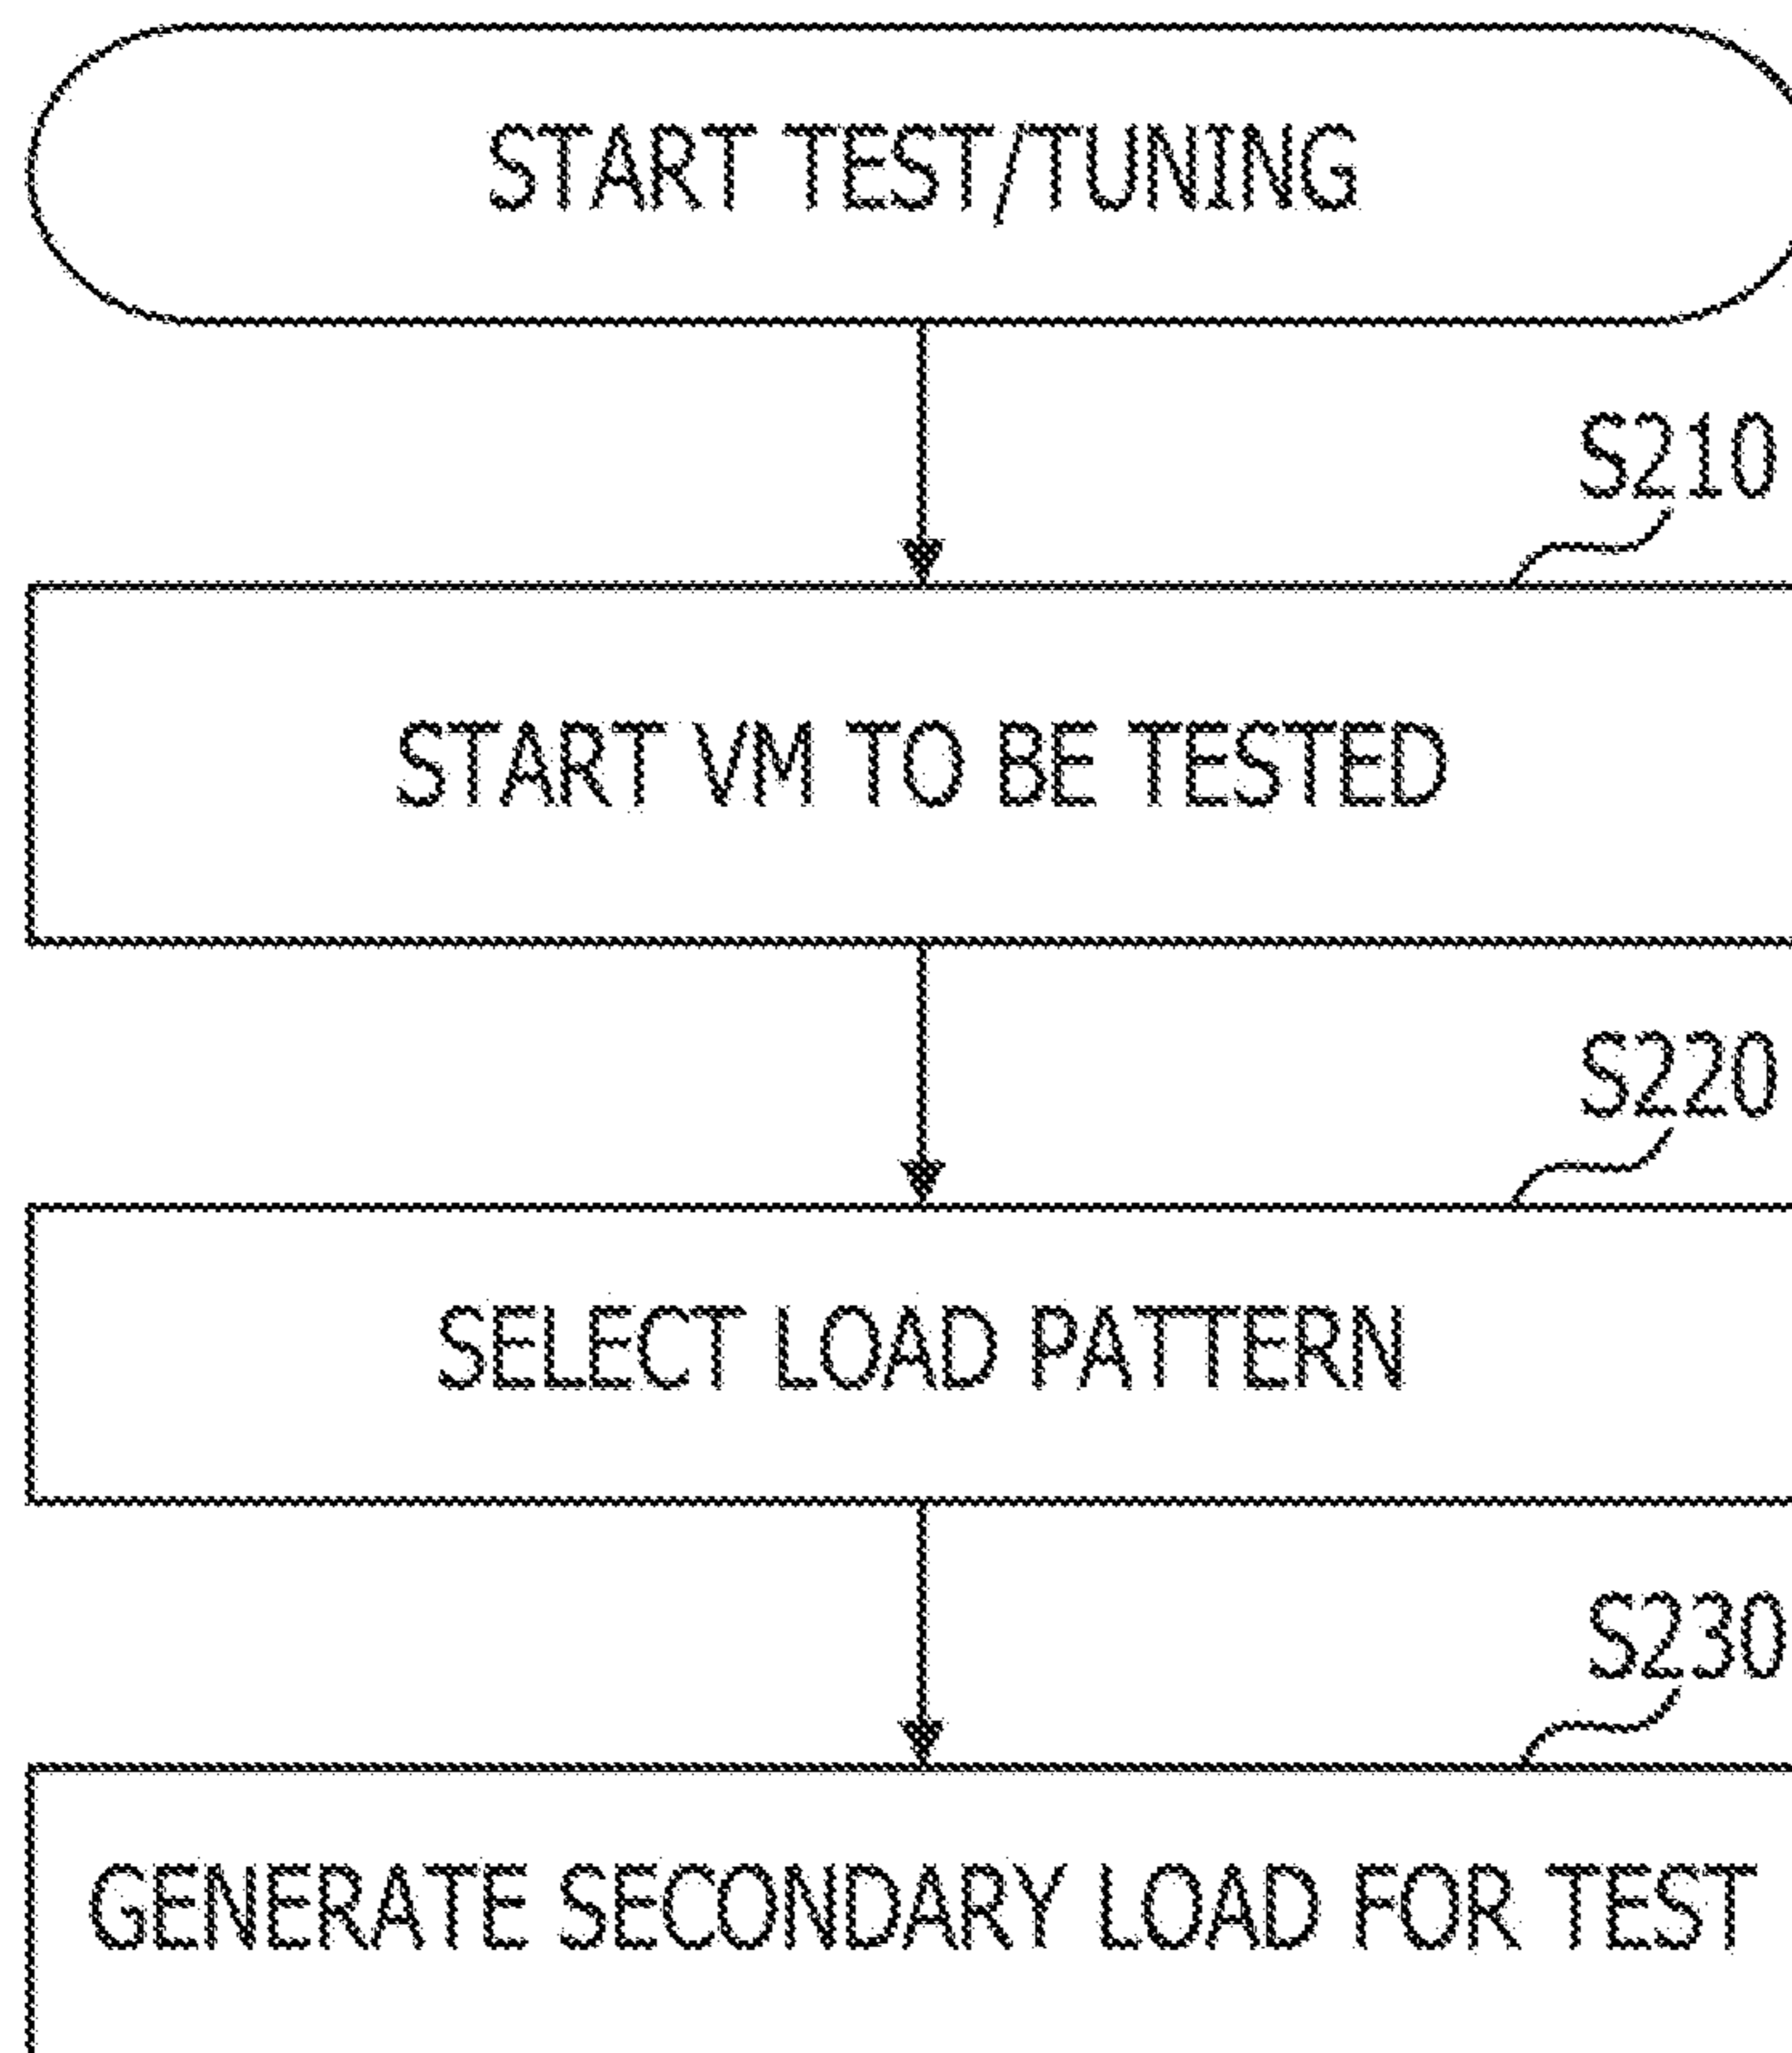 START TEST/TUNING
S210
START VM TO BE TESTED
S220
SELECT LOAD PATTERN
S230
GENERATE SECONDARY LOAD FOR TEST